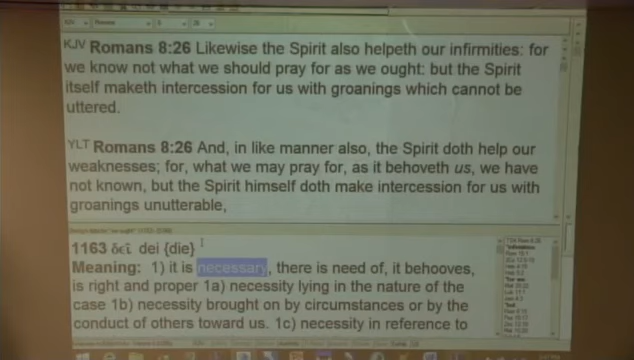 KJV Romans 8:26 Likewise the Spirit also helpeth our infirmities: for
we know not what we should pray for as we ought: but the Spirit
itself maketh intercession for us with groanings which cannot be
uttered.
YLT Romans 8:26 And, in like manner also, the Spirit doth help our
weaknesses; for, what we may pray for, as it behoveth us, we have
not known, but the Spirit himself doth make intercession for us with
groanings unutterable,
1163 δεῖ dei {die}
Meaning: 1) it is necessary, there is need of, it behooves,
is right and proper 1a) necessity lying in the nature of the
case 1b) necessity brought on by circumstances or by the
conduct of others toward us. 1c) necessity in reference to